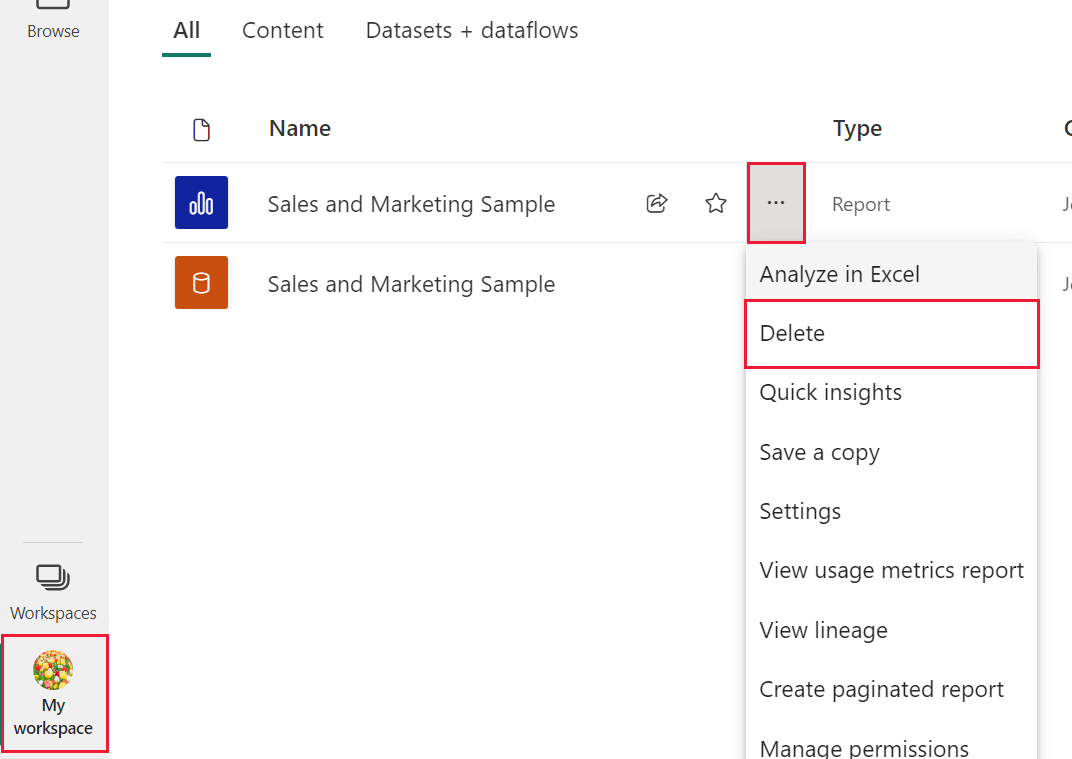 Browse
All Content Datasets + dataflows
Name Type
Sales and Marketing Sample ... Report
Analyze in Excel
Sales and Marketing Sample
Delete
Quick insights
Save a copy
Settings
View usage metrics report
View lineage
Create paginated report
Manage permissions
Workspaces
My
workspace